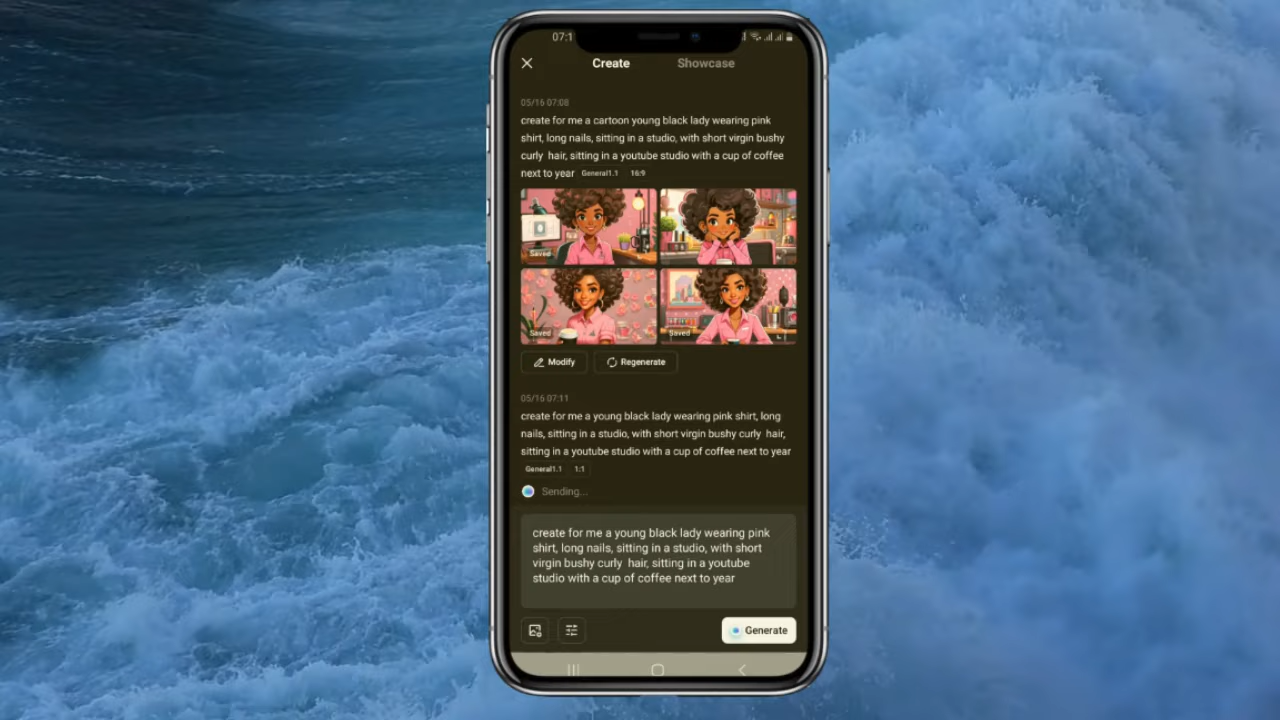 07:1
Create
Showcase
05/16 07:08
create for me a cartoon young black lady wearing pink
shirt, long nails, sitting in a studio, with short virgin bushy
curly hair, sitting in a youtube studio with a cup of coffee
next to year General1.1 16:9
Saved
Saved
Saved
Modify
Regenerate
05/16 07:11
create for me a young black lady wearing pink shirt, long
nails, sitting in a studio, with short virgin bushy curly hair,
sitting in a youtube studio with a cup of coffee next to year
General1.1 1:1
Sending...
create for me a young black lady wearing pink
shirt, long nails, sitting in a studio, with short
virgin bushy curly hair, sitting in a youtube
studio with a cup of coffee next to year
Generate